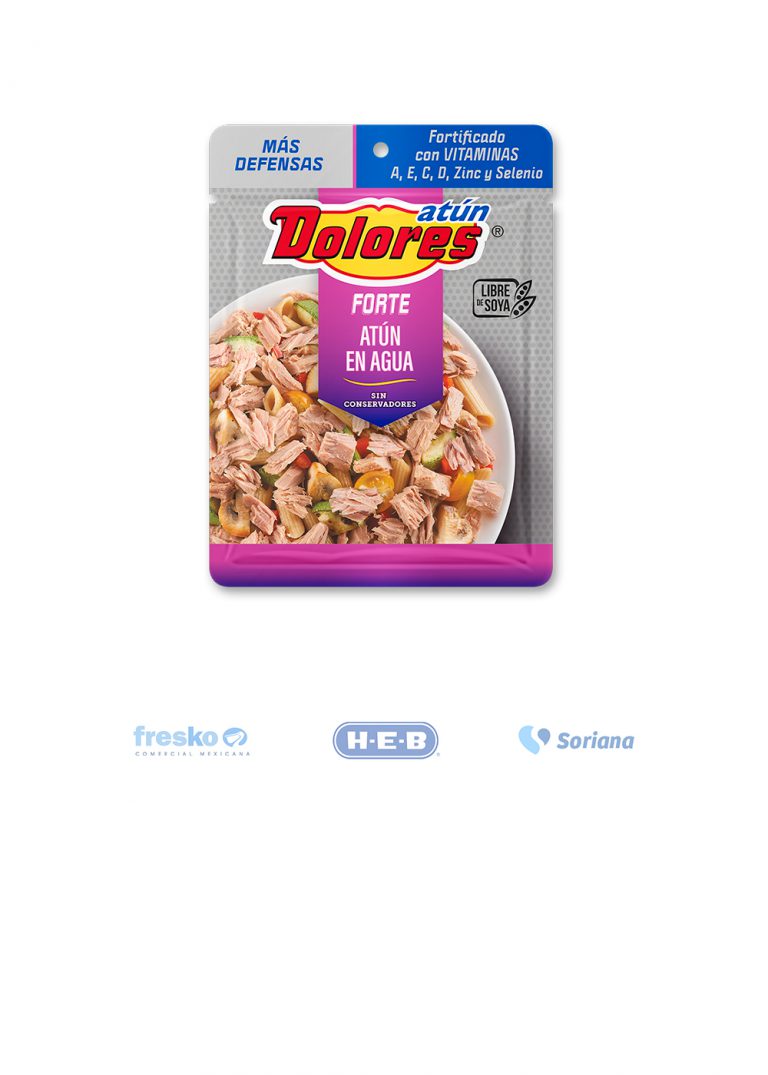 MÁS
DEFENSAS
Fortificado
con VITAMINAS
A, E, C, D, Zinc y Selenio
atún
Dolores®
FORTE
ATÚN
EN AGUA
SIN
CONSERVADORES
LIBRE
DE SOYA
fresko
COMERCIAL MEXICANA
H-E-B®
Soriana